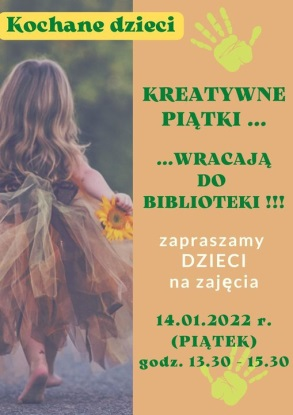 Kochane dzieci
KREATYWNE
PIĄTKI ...
...WRACAJĄ
DO
BIBLIOTEKI !!!
zapraszamy
DZIECI
na zajęcia
14.01.2022 r.
(PIĄTEK)
godz. 13.30 - 15.30